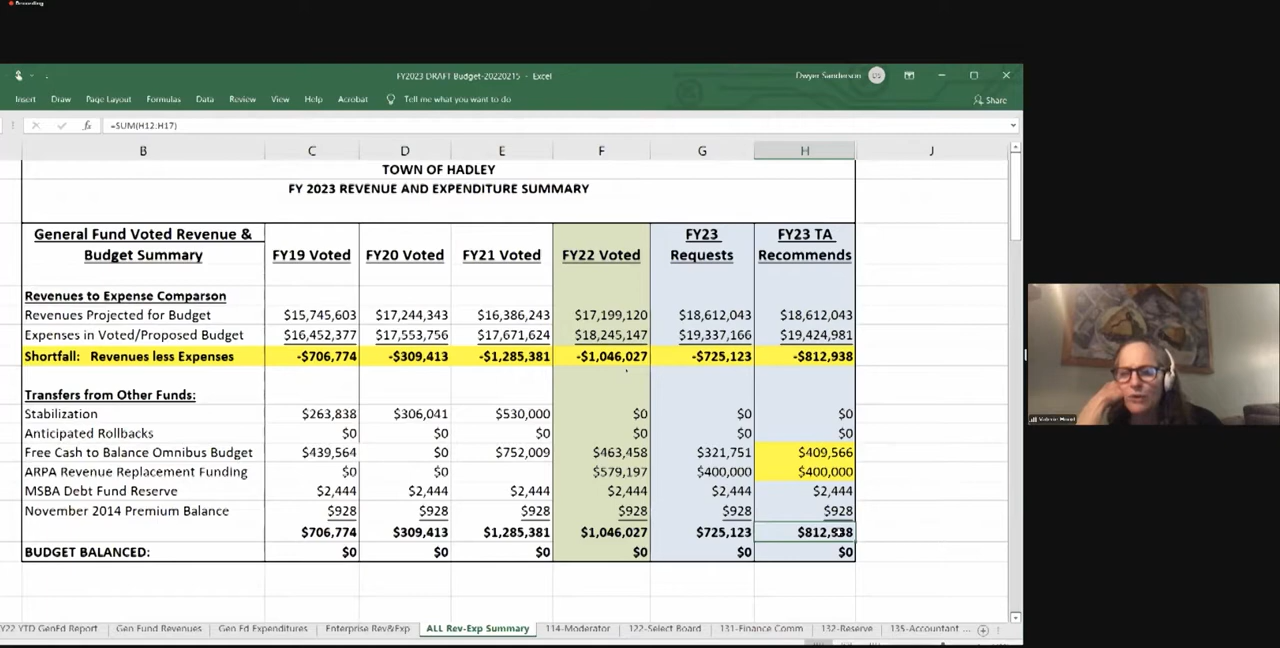 Recording
FY2023 DRAFT Budget-20220215 - Excel
Dwyer Sanderson
DS
Insert Draw Page Layout Formulas Data Review View Help Acrobat Tell me what you want to do
Share
=SUM(H12:H17)
B C D E F G H J
TOWN OF HADLEY
FY 2023 REVENUE AND EXPENDITURE SUMMARY
General Fund Voted Revenue & FY23 FY23 TA
Budget Summary FY19 Voted FY20 Voted FY21 Voted FY22 Voted Requests Recommends
Revenues to Expense Comparson
Revenues Projected for Budget $15,745,603 $17,244,343 $16,386,243 $17,199,120 $18,612,043 $18,612,043
Expenses in Voted/Proposed Budget $16,452,377 $17,553,756 $17,671,624 $18,245,147 $19,337,166 $19,424,981
Shortfall: Revenues less Expenses -$706,774 -$309,413 -$1,285,381 -$1,046,027 -$725,123 -$812,938
Transfers from Other Funds:
Stabilization $263,838 $306,041 $530,000 $0 $0 $0
Anticipated Rollbacks $0 $0 $0 $0 $0 $0
Free Cash to Balance Omnibus Budget $439,564 $0 $752,009 $463,458 $321,751 $409,566
ARPA Revenue Replacement Funding $0 $0 $579,197 $400,000 $400,000
MSBA Debt Fund Reserve $2,444 $2,444 $2,444 $2,444 $2,444 $2,444
November 2014 Premium Balance $928 $928 $928 $928 $928 $928
$706,774 $309,413 $1,285,381 $1,046,027 $725,123 $812,938
BUDGET BALANCED: $0 $0 $0 $0 $0 $0
Y22 YTD GenEd Report Gen Fund Revenues Gen Ed Expenditures Enterprise Rev&Exp ALL Rev-Exp Summary 114-Moderator 122-Select Board 131-Finance Comm 132-Reserve 135-Accountant ...